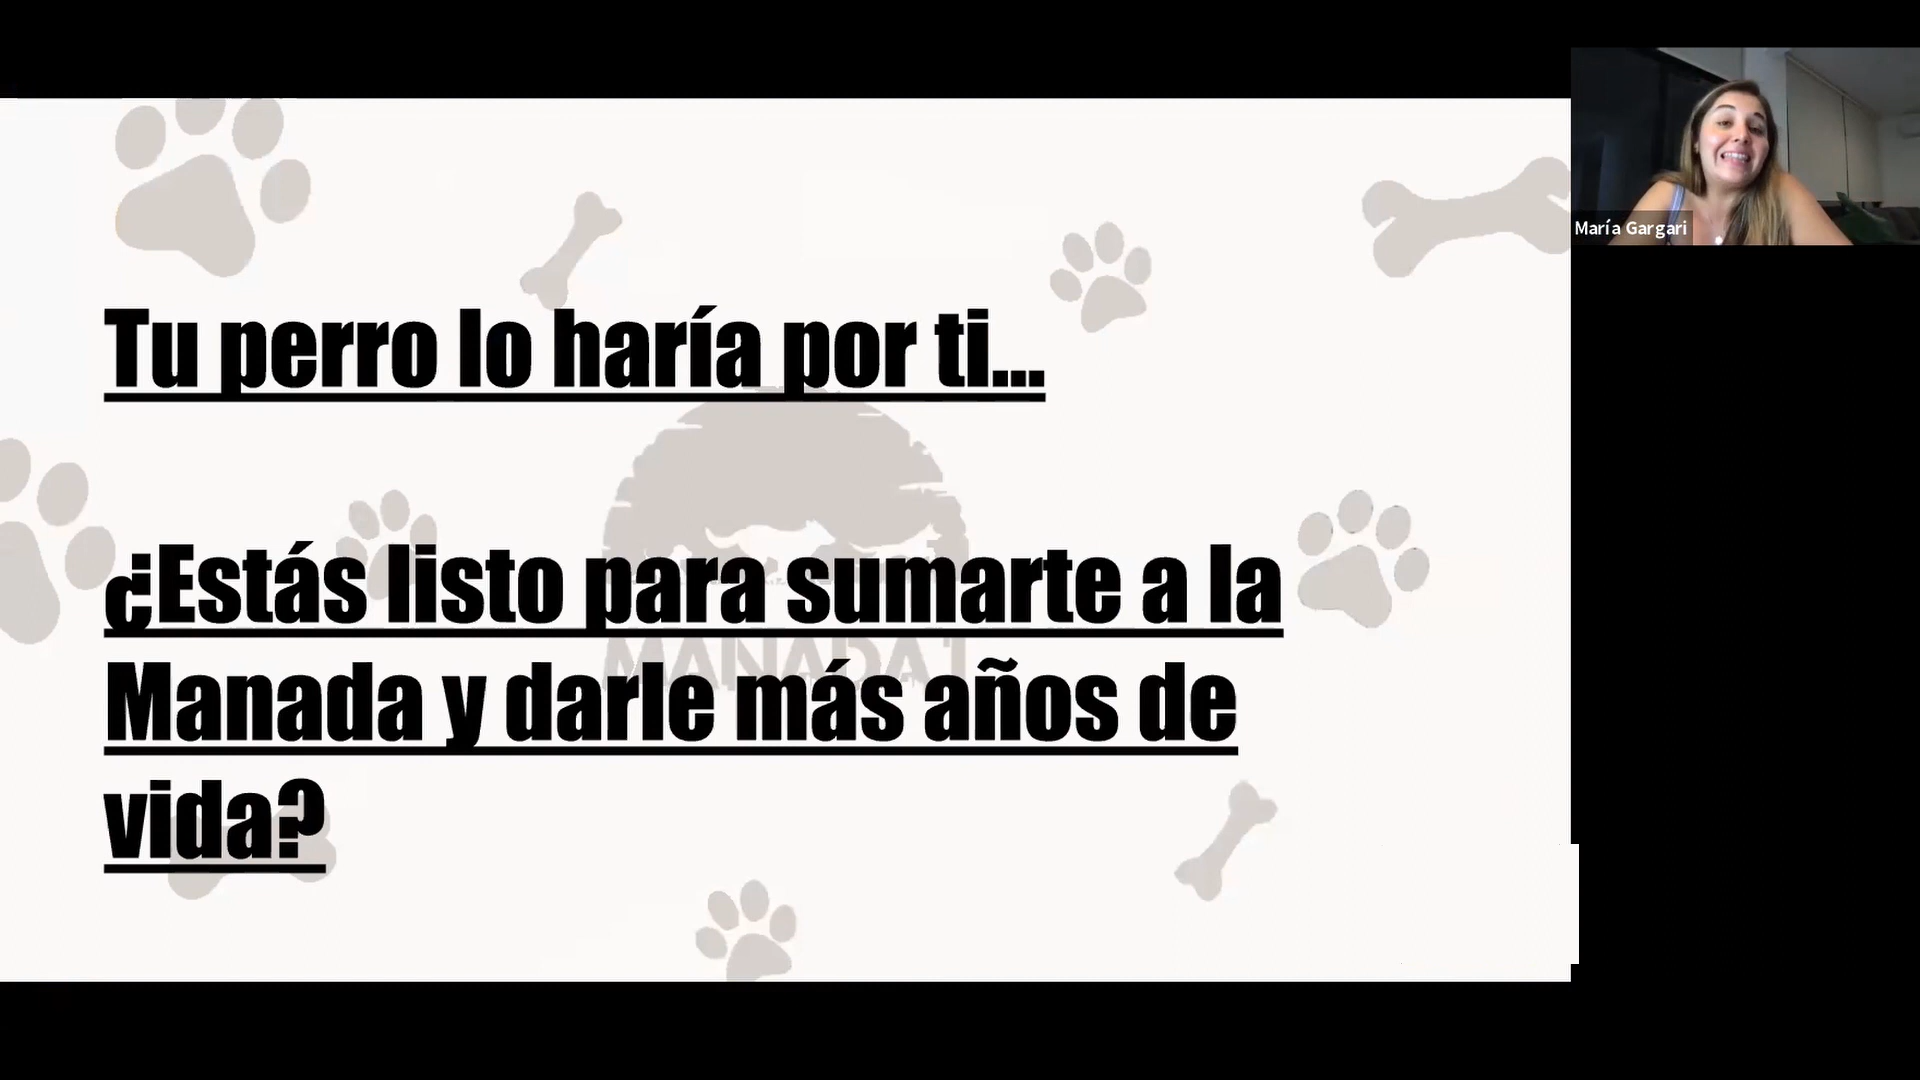 Tu perro lo haría por ti...
¿Estás listo para sumarte a la
Manada y darle más años de
vida?
MANADA
María Gargari